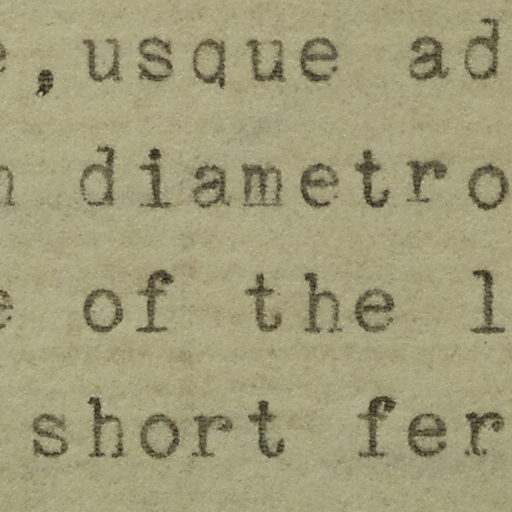 e, usque ad
n diametro
e of the l
short fer